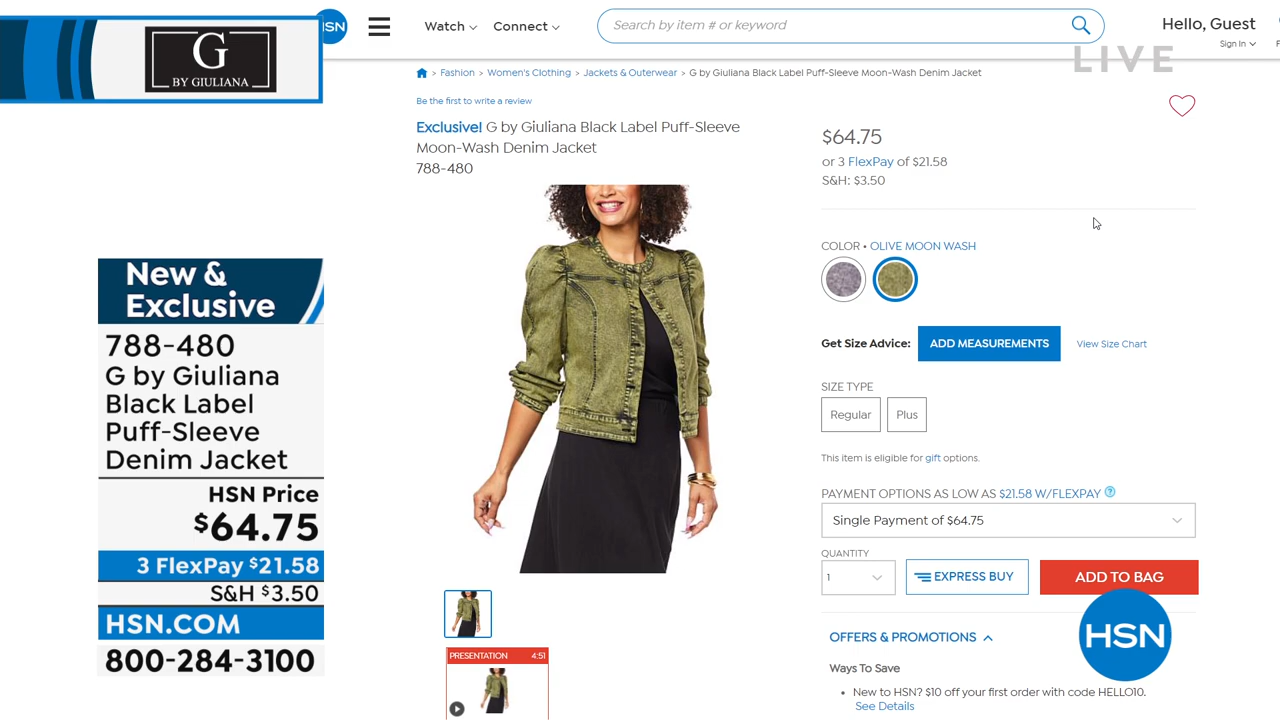 G
BY GIULIANA
HSN
Watch
Connect
Search by item # or keyword
Hello, Guest
Sign In
LIVE
Fashion > Women's Clothing > Jackets & Outerwear > G by Giuliana Black Label Puff-Sleeve Moon-Wash Denim Jacket
Be the first to write a review
Exclusive! G by Giuliana Black Label Puff-Sleeve
Moon-Wash Denim Jacket
788-480
$64.75
or 3 FlexPay of $21.58
S&H: $3.50
COLOR • OLIVE MOON WASH
Get Size Advice:
ADD MEASUREMENTS
View Size Chart
SIZE TYPE
Regular
Plus
This item is eligible for gift options.
PAYMENT OPTIONS AS LOW AS $21.58 W/FLEXPAY ?
Single Payment of $64.75
QUANTITY
1
EXPRESS BUY
ADD TO BAG
OFFERS & PROMOTIONS
Ways To Save
• New to HSN? $10 off your first order with code HELLO10.
See Details
HSN
PRESENTATION 4:51
New &
Exclusive
788-480
G by Giuliana
Black Label
Puff-Sleeve
Denim Jacket
HSN Price
$64.75
3 FlexPay $21.58
S&H $3.50
HSN.COM
800-284-3100